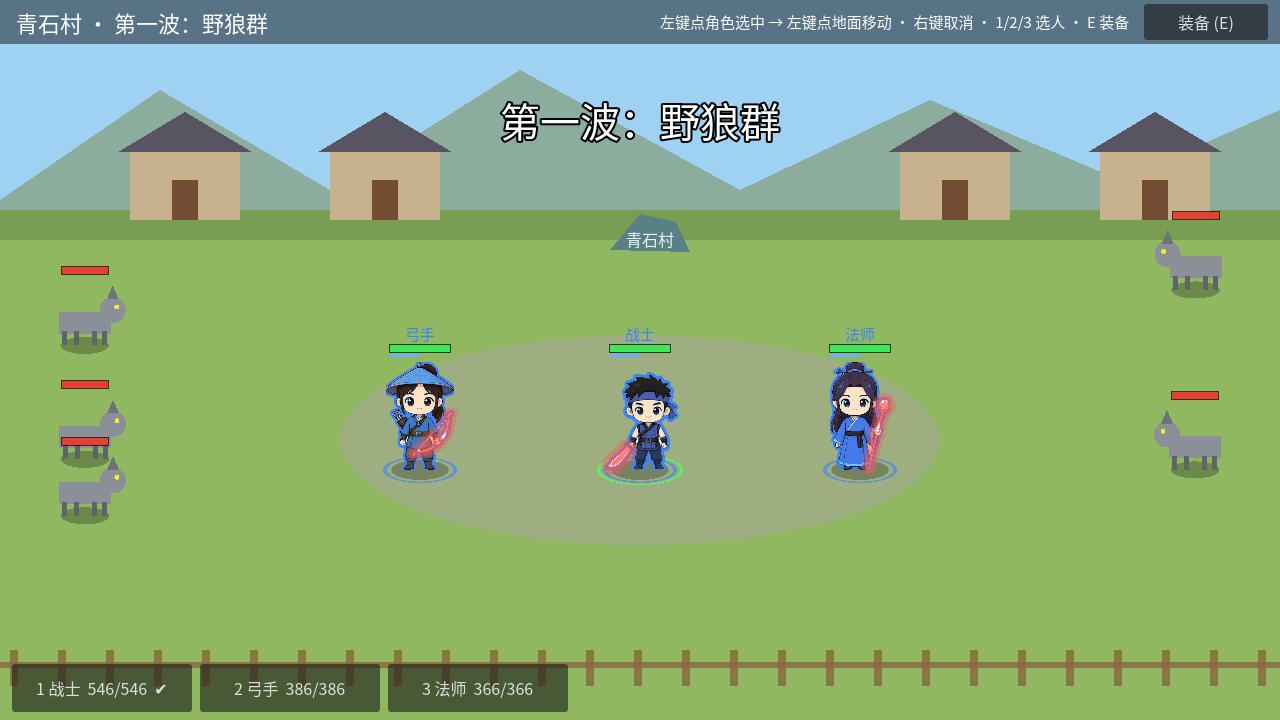 青石村 · 第一波：野狼群
左键点角色选中 → 左键点地面移动 · 右键取消 · 1/2/3 选人 · E 装备
装备 (E)
第一波：野狼群
青石村
弓手
战士
法师
1 战士 546/546 ✔
2 弓手 386/386
3 法师 366/366